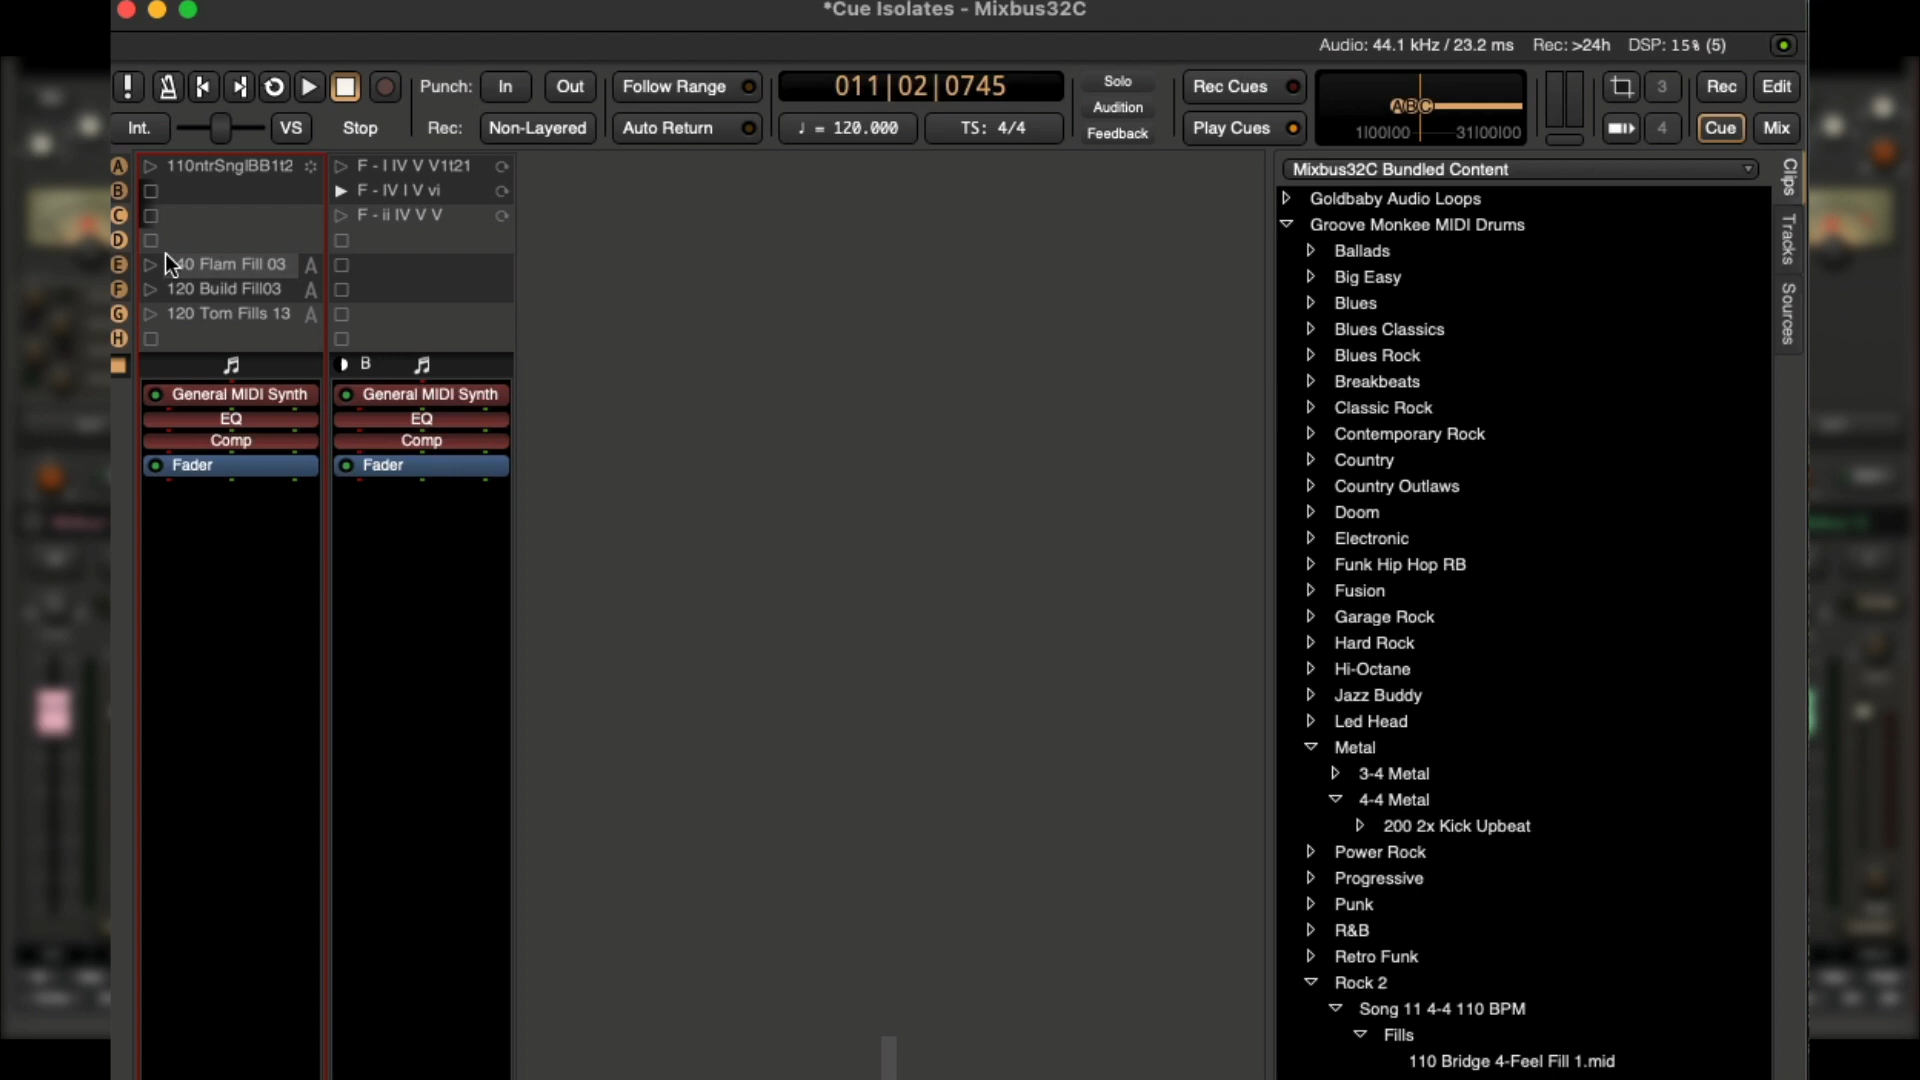 *Cue Isolates - Mixbus32C
Audio: 44.1 kHz / 23.2 ms Rec: >24h DSP: 15% (5)
! Punch: In Out Follow Range 011|02|0745 Solo Rec Cues 3 Rec Edit
Audition
ABC
Int. VS Stop Rec: Non-Layered Auto Return ♩ = 120.000 TS: 4/4 Feedback Play Cues 1|00|00 31|00|00 4 Cue Mix
A 110ntrSnglBB1t2 F - I IV V V1t21
B F - IV I V vi
C F - ii IV V V
D
E 40 Flam Fill 03 A
F 120 Build Fill03 A
G 120 Tom Fills 13 A
H
B
General MIDI Synth General MIDI Synth
EQ EQ
Comp Comp
Fader Fader
Mixbus32C Bundled Content
Goldbaby Audio Loops
Groove Monkee MIDI Drums
Ballads
Big Easy
Blues
Blues Classics
Blues Rock
Breakbeats
Classic Rock
Contemporary Rock
Country
Country Outlaws
Doom
Electronic
Funk Hip Hop RB
Fusion
Garage Rock
Hard Rock
Hi-Octane
Jazz Buddy
Led Head
Metal
3-4 Metal
4-4 Metal
200 2x Kick Upbeat
Power Rock
Progressive
Punk
R&B
Retro Funk
Rock 2
Song 11 4-4 110 BPM
Fills
110 Bridge 4-Feel Fill 1.mid
Clips
Tracks
Sources